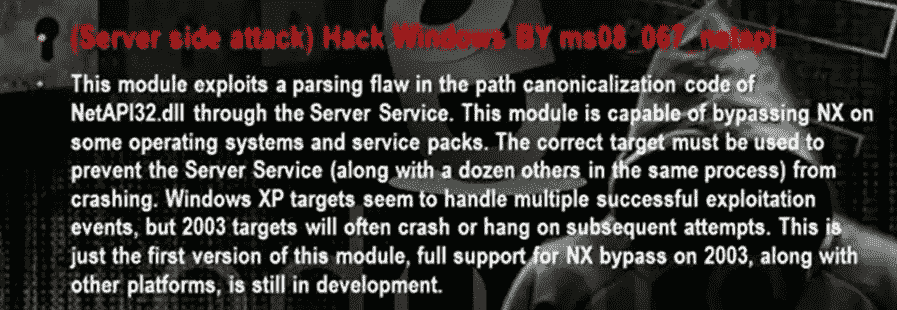 (Server side attack) Hack Windows BY ms08_067_netapi
• This module exploits a parsing flaw in the path canonicalization code of
NetAPI32.dll through the Server Service. This module is capable of bypassing NX on
some operating systems and service packs. The correct target must be used to
prevent the Server Service (along with a dozen others in the same process) from
crashing. Windows XP targets seem to handle multiple successful exploitation
events, but 2003 targets will often crash or hang on subsequent attempts. This is
just the first version of this module, full support for NX bypass on 2003, along with
other platforms, is still in development.